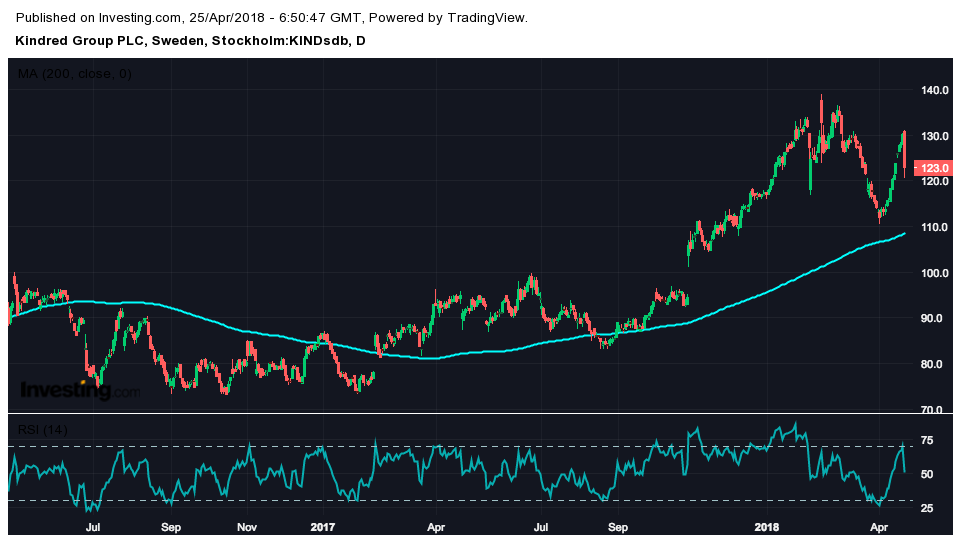 Published on Investing.com, 25/Apr/2018 - 6:50:47 GMT, Powered by TradingView.
Kindred Group PLC, Sweden, Stockholm:KINDsdb, D
MA (200, close, 0)
140.0
130.0
123.0
120.0
110.0
100.0
90.0
80.0
70.0
Investing.com
RSI (14)
75
50
25
Jul Sep Nov 2017 Apr Jul Sep 2018 Apr